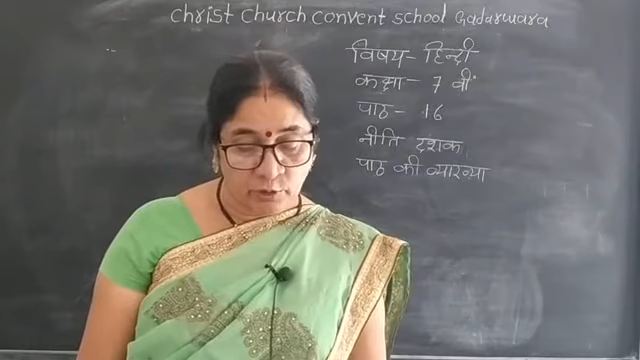 Christ Church Convent school Gadarwara
विषय- हिन्दी
कक्षा- 7 वीं
पाठ- 16
नीति दशक
पाठ की व्याख्या